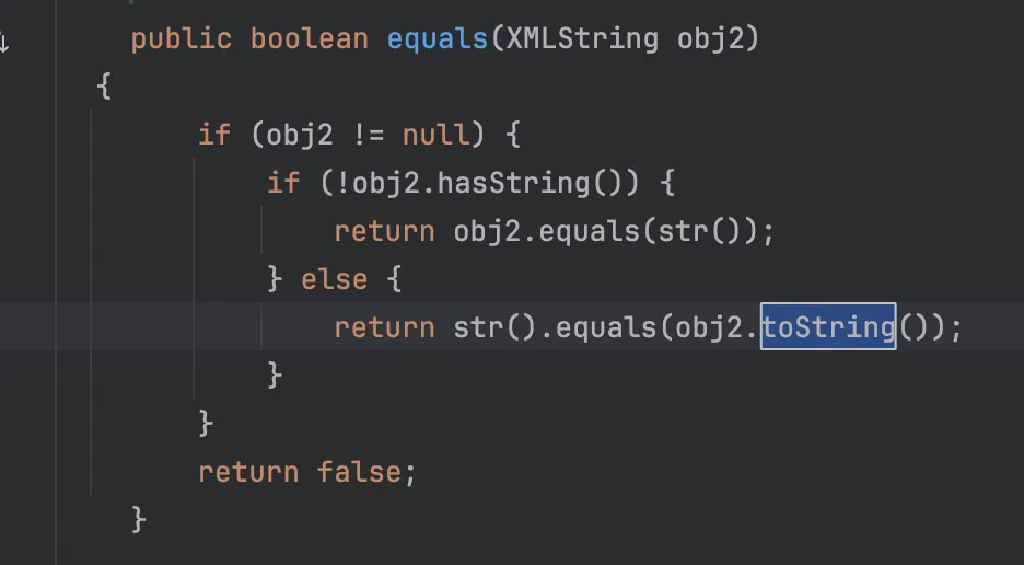 public boolean equals(XMLString obj2)
{
if (obj2 != null) {
if (!obj2.hasString()) {
return obj2.equals(str());
} else {
return str().equals(obj2.toString());
}
}
return false;
}